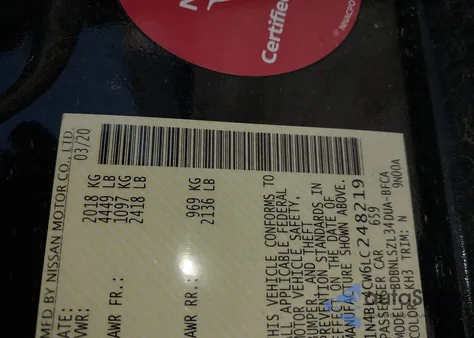 Certified
NNACPO
MFD BY NISSAN MOTOR CO., LTD.
DATE: 03/20
GVWR: 2018 KG
4449 LB
GAWR FR.: 1097 KG
2418 LB
GAWR RR.: 969 KG
2136 LB
THIS VEHICLE CONFORMS TO
ALL APPLICABLE FEDERAL
MOTOR VEHICLE SAFETY,
BUMPER, AND THEFT
PREVENTION STANDARDS IN
EFFECT ON THE DATE OF
MANUFACTURE SHOWN ABOVE.
LC248219
PASSENGER CAR 659
BDBNLSZL34DUA-BFCA
COLOR: KH3 TRIM: N 9N00A